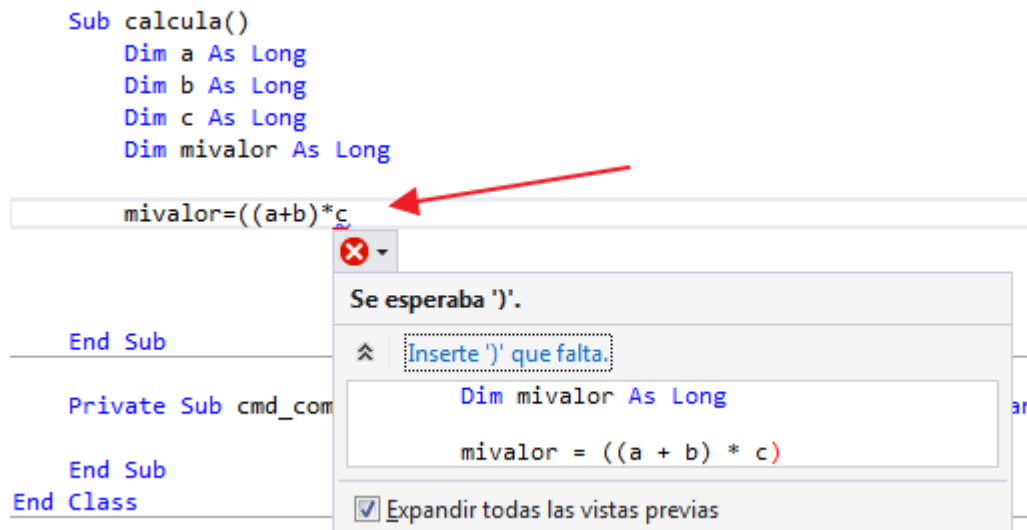 Sub calcula()
Dim a As Long
Dim b As Long
Dim c As Long
Dim mivalor As Long
mivalor=((a+b)*c
Se esperaba ')'.
End Sub
Inserte ')' que falta.
Dim mivalor As Long
Private Sub cmd_com
mivalor = ((a + b) * c)
End Sub
End Class
Expandir todas las vistas previas